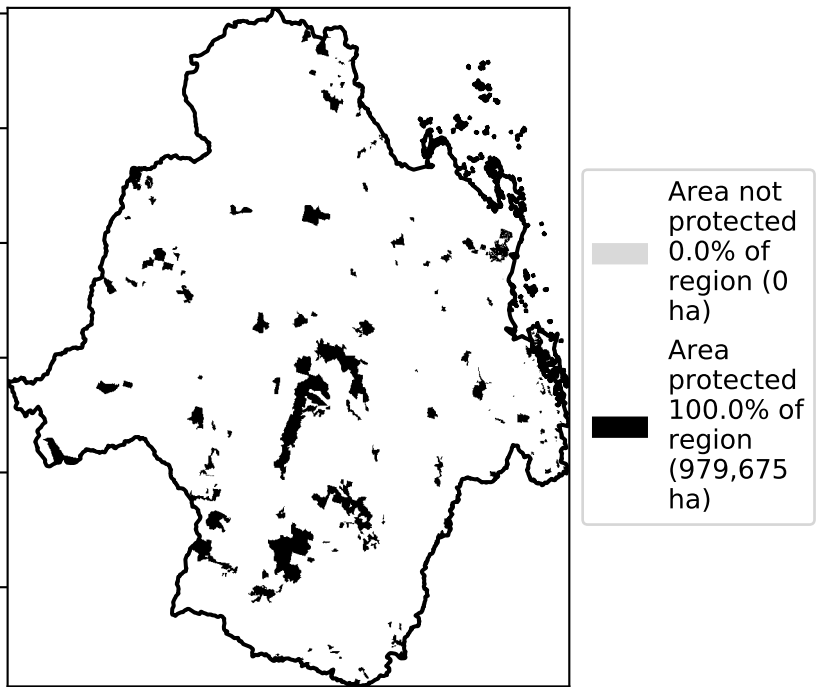 Area not
protected
0.0% of
region (0
ha)
Area
protected
100.0% of
region
(979,675
ha)